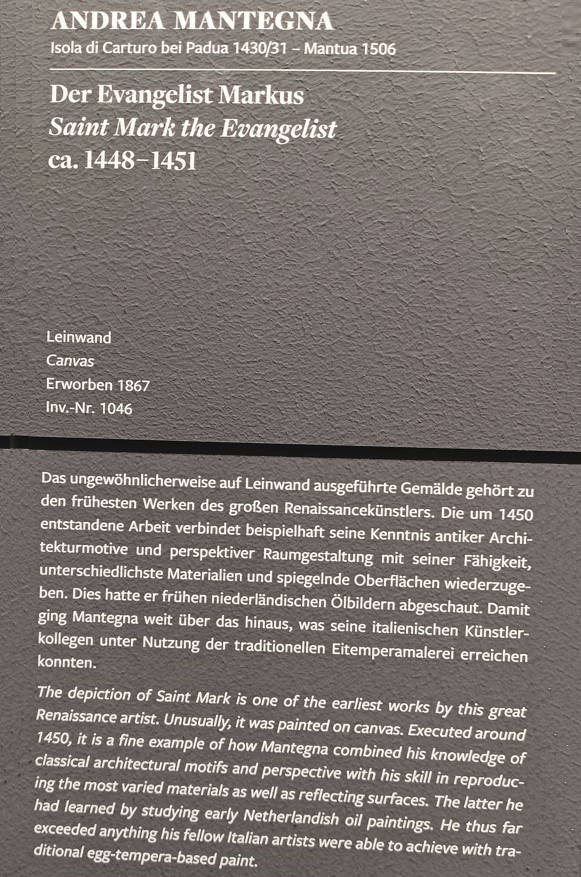 ANDREA MANTEGNA
Isola di Carturo bei Padua 1430/31 – Mantua 1506
Der Evangelist Markus
Saint Mark the Evangelist
ca. 1448–1451
Leinwand
Canvas
Erworben 1867
Inv.-Nr. 1046
Das ungewöhnlicherweise auf Leinwand ausgeführte Gemälde gehört zu
den frühesten Werken des großen Renaissancekünstlers. Die um 1450
entstandene Arbeit verbindet beispielhaft seine Kenntnis antiker Archi-
tekturmotive und perspektiver Raumgestaltung mit seiner Fähigkeit,
unterschiedlichste Materialien und spiegelnde Oberflächen wiederzuge-
ben. Dies hatte er frühen niederländischen Ölbildern abgeschaut. Damit
ging Mantegna weit über das hinaus, was seine italienischen Künstler-
kollegen unter Nutzung der traditionellen Eitemperamalerei erreichen
konnten.
The depiction of Saint Mark is one of the earliest works by this great
Renaissance artist. Unusually, it was painted on canvas. Executed around
1450, it is a fine example of how Mantegna combined his knowledge of
classical architectural motifs and perspective with his skill in reproduc-
ing the most varied materials as well as reflecting surfaces. The latter he
had learned by studying early Netherlandish oil paintings. He thus far
exceeded anything his fellow Italian artists were able to achieve with tra-
ditional egg-tempera-based paint.